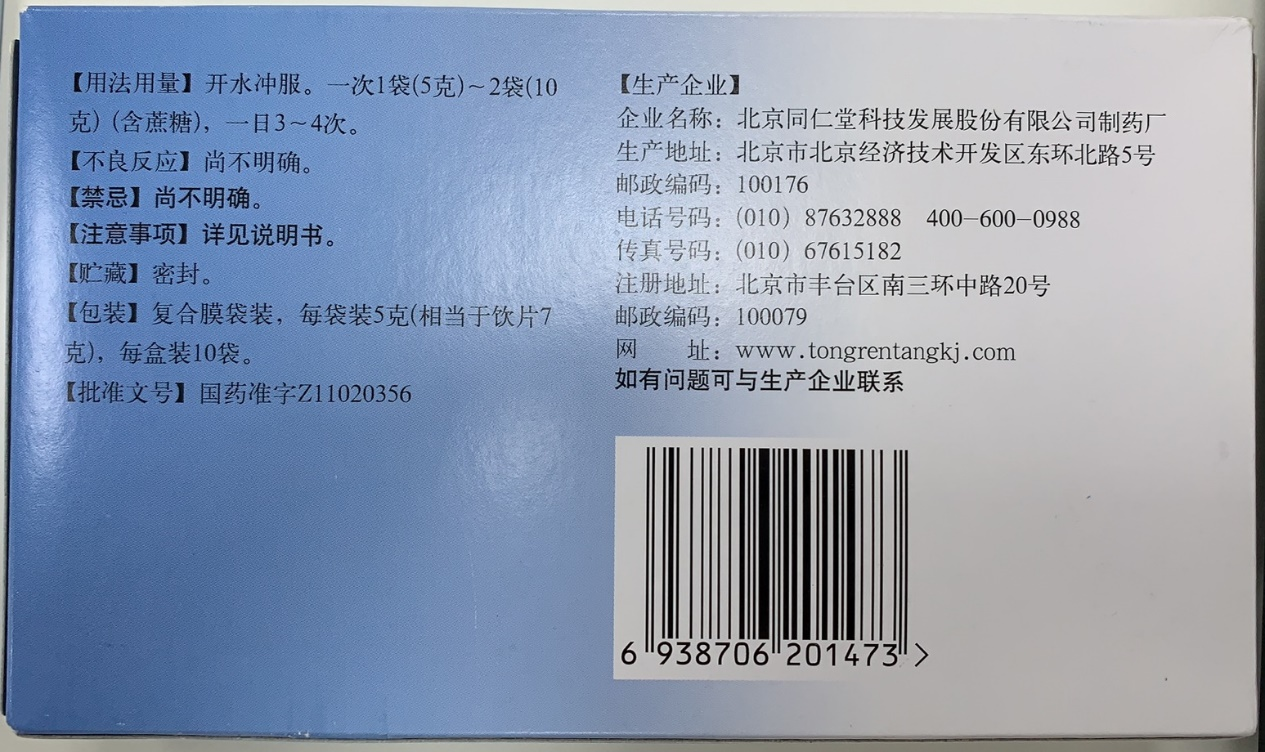 【用法用量】开水冲服。一次1袋(5克)~2袋(10
克)(含蔗糖)，一日3~4次。
【不良反应】尚不明确。
【禁忌】尚不明确。
【注意事项】详见说明书。
【贮藏】密封。
【包装】复合膜袋装，每袋装5克(相当于饮片7
克)，每盒装10袋。
【批准文号】国药准字Z11020356
【生产企业】
企业名称：北京同仁堂科技发展股份有限公司制药厂
生产地址：北京市北京经济技术开发区东环北路5号
邮政编码：100176
电话号码：(010) 87632888 400-600-0988
传真号码：(010) 67615182
注册地址：北京市丰台区南三环中路20号
邮政编码：100079
网　　址：www.tongrentangkj.com
如有问题可与生产企业联系
6 938706 201473 >